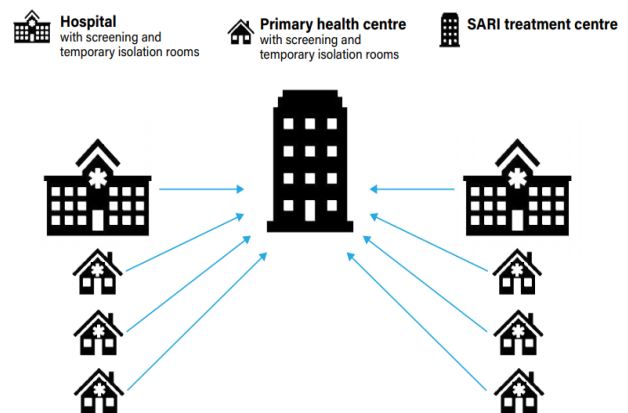 Hospital
with screening and
temporary isolation rooms
Primary health centre
with screening and
temporary isolation rooms
SARI treatment centre